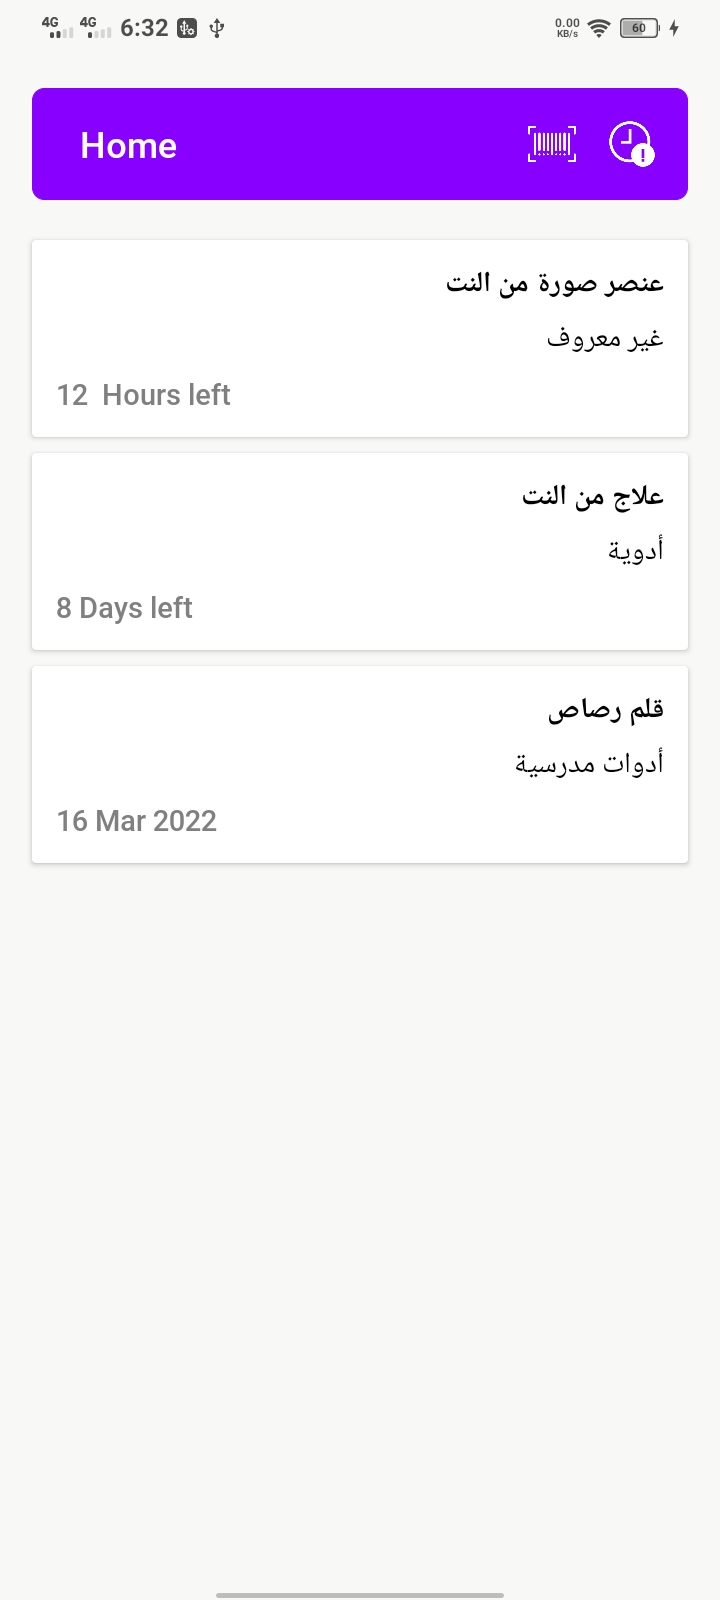 4G 4G 6:32 0.00 KB/s 60
Home
عنصر صورة من النت
غير معروف
12 Hours left
علاج من النت
أدوية
8 Days left
قلم رصاص
أدوات مدرسية
16 Mar 2022